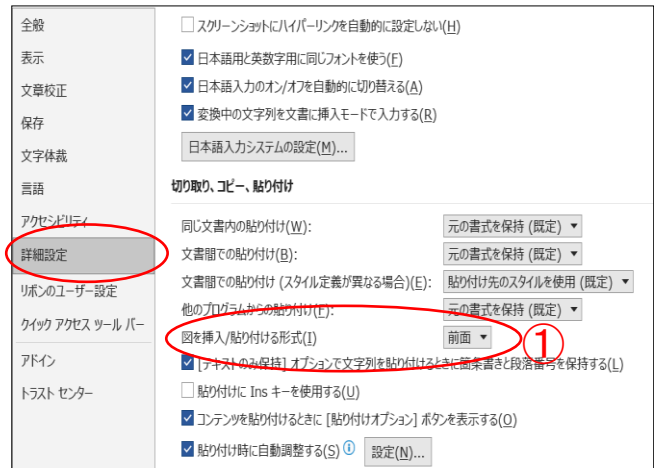 全般
表示
文章校正
保存
文字体裁
言語
アクセシビリティ
詳細設定
リボンのユーザー設定
クイック アクセス ツール バー
アドイン
トラスト センター
スクリーンショットにハイパーリンクを自動的に設定しない(H)
日本語用と英数字用に同じフォントを使う(F)
日本語入力のオン/オフを自動的に切り替える(A)
変換中の文字列を文書に挿入モードで入力する(R)
日本語入力システムの設定(M)...
切り取り、コピー、貼り付け
同じ文書内の貼り付け(W): 元の書式を保持 (既定)
文書間での貼り付け(B): 元の書式を保持 (既定)
文書間での貼り付け (スタイル定義が異なる場合)(E): 貼り付け先のスタイルを使用 (既定)
他のプログラムからの貼り付け(F): 元の書式を保持 (既定)
図を挿入/貼り付ける形式(I) 前面 ①
[テキストのみ保持] オプションで文字列を貼り付けるときに箇条書きと段落番号を保持する(L)
貼り付けに Ins キーを使用する(U)
コンテンツを貼り付けるときに [貼り付けオプション] ボタンを表示する(O)
貼り付け時に自動調整する(S) 設定(N)...